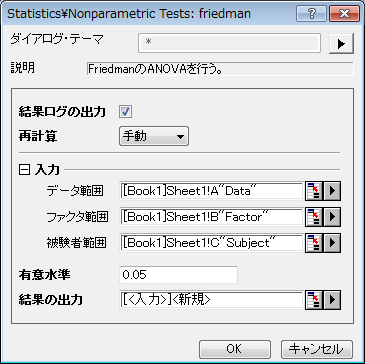 Statistics¥Nonparametric Tests: friedman
ダイアログ・テーマ *
説明 FriedmanのANOVAを行う。
結果ログの出力
再計算 手動
入力
データ範囲 [Book1]Sheet1!A"Data"
ファクタ範囲 [Book1]Sheet1!B"Factor"
被験者範囲 [Book1]Sheet1!C"Subject"
有意水準 0.05
結果の出力 [<入力>]<新規>
OK キャンセル